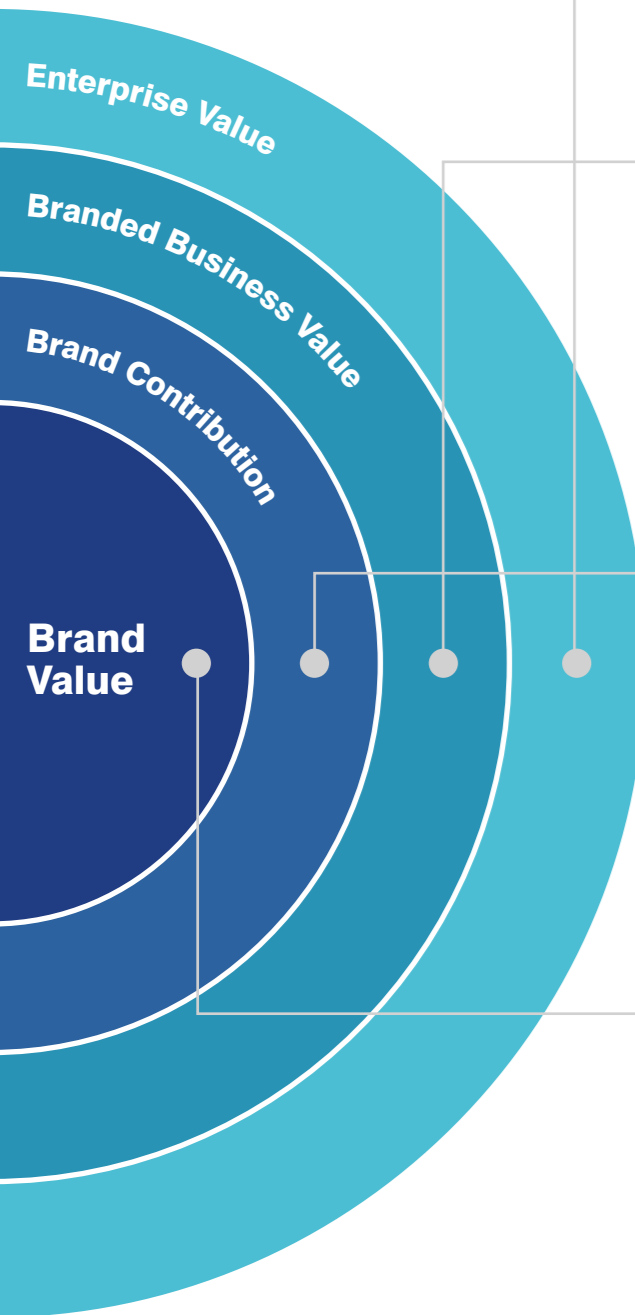 Enterprise Value
Branded Business Value
Brand Contribution
Brand
Value